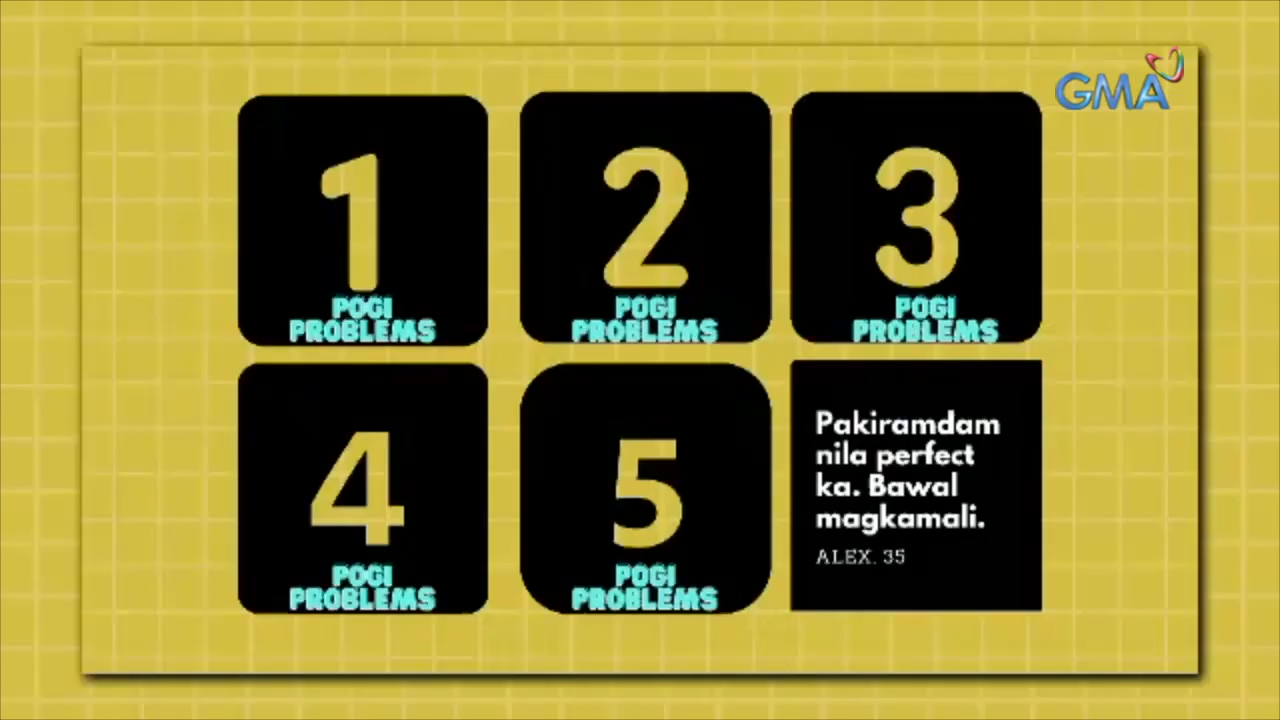 GMA
1
POGI
PROBLEMS
2
POGI
PROBLEMS
3
POGI
PROBLEMS
4
POGI
PROBLEMS
5
POGI
PROBLEMS
Pakiramdam
nila perfect
ka. Bawal
magkamali.
ALEX. 35